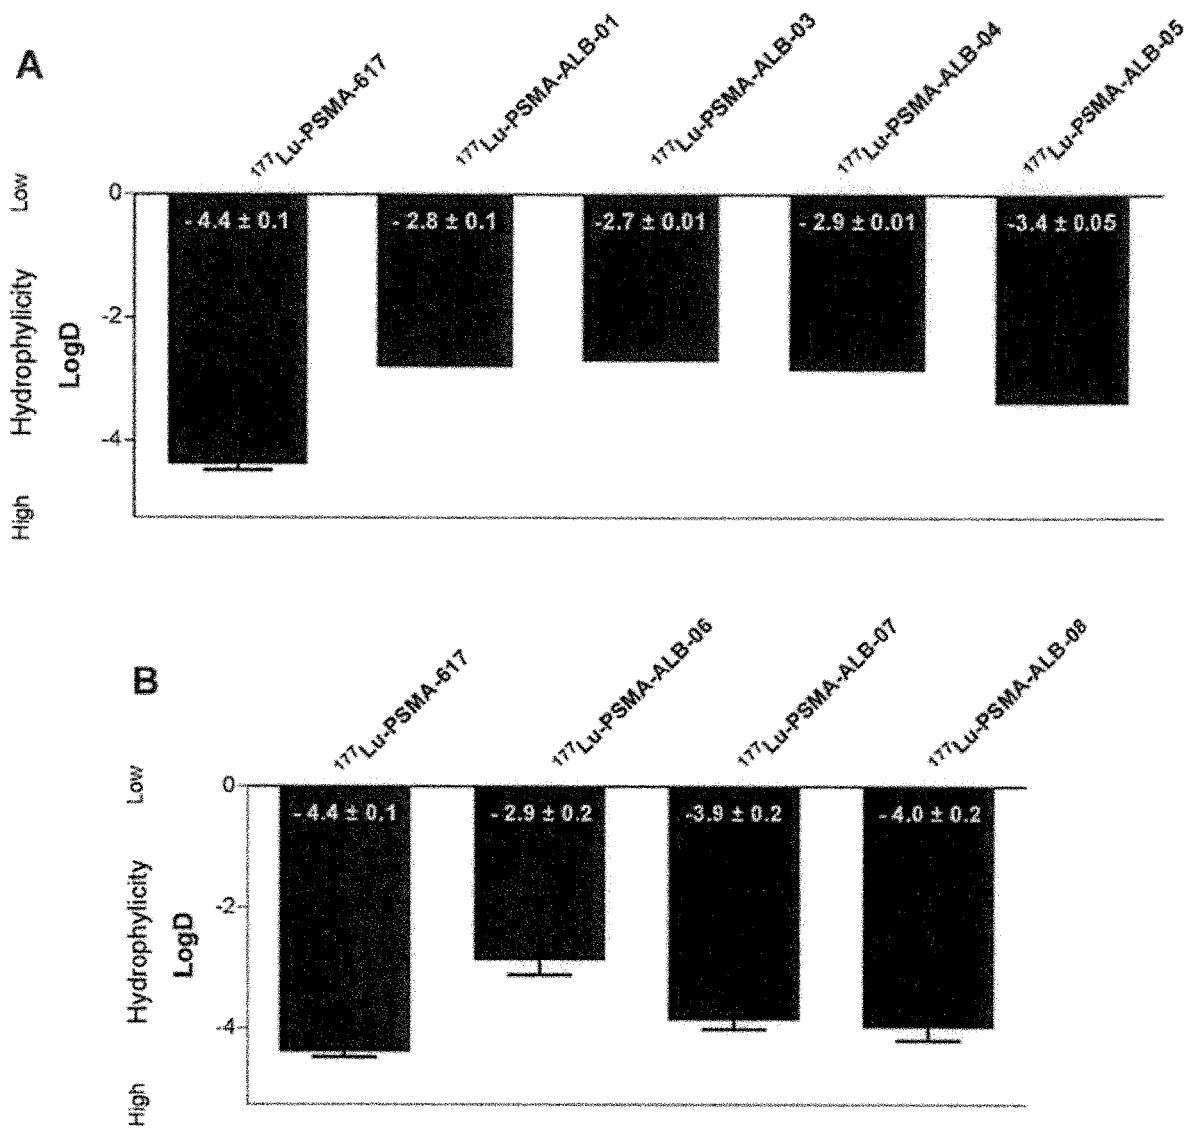 A
¹⁷⁷Lu-PSMA-617
¹⁷⁷Lu-PSMA-ALB-01
¹⁷⁷Lu-PSMA-ALB-03
¹⁷⁷Lu-PSMA-ALB-04
¹⁷⁷Lu-PSMA-ALB-05
Low
Hydrophylicity
High
LogD
0
-2
-4
- 4.4 ± 0.1
- 2.8 ± 0.1
-2.7 ± 0.01
- 2.9 ± 0.01
-3.4 ± 0.05
B
¹⁷⁷Lu-PSMA-617
¹⁷⁷Lu-PSMA-ALB-06
¹⁷⁷Lu-PSMA-ALB-07
¹⁷⁷Lu-PSMA-ALB-08
Low
Hydrophylicity
High
LogD
0
-2
-4
- 4.4 ± 0.1
- 2.9 ± 0.2
-3.9 ± 0.2
- 4.0 ± 0.2